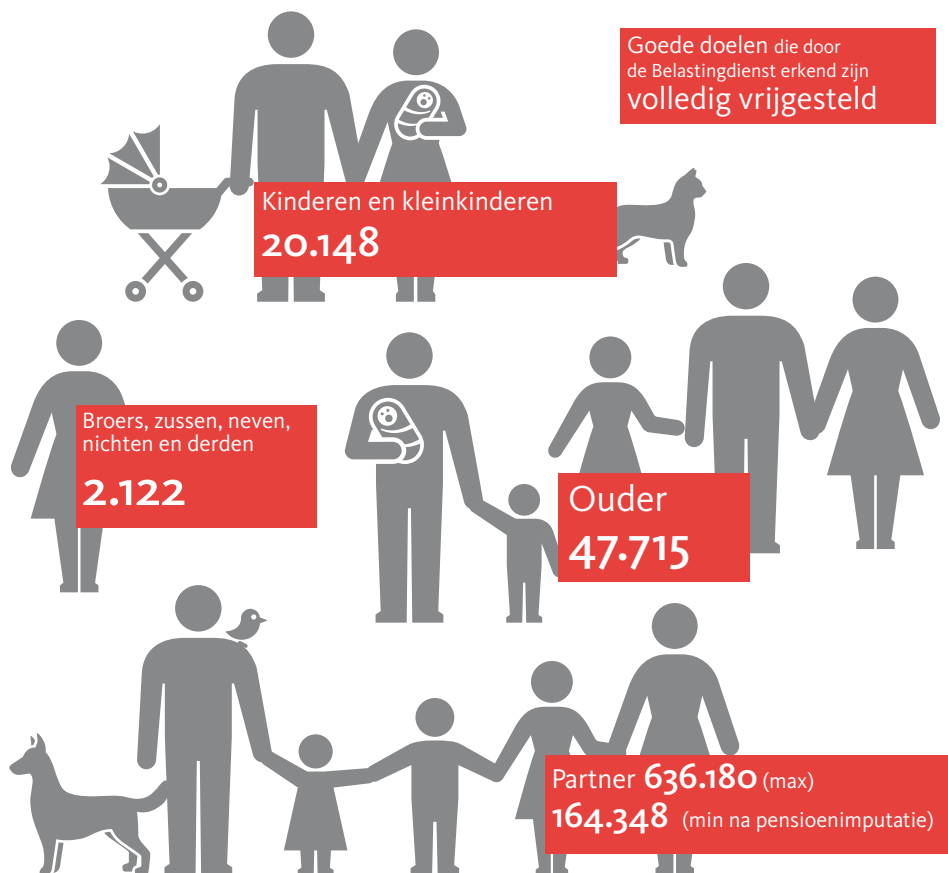 Goede doelen die door
de Belastingdienst erkend zijn
volledig vrijgesteld
Kinderen en kleinkinderen
20.148
Broers, zussen, neven,
nichten en derden
2.122
Ouder
47.715
Partner 636.180 (max)
164.348 (min na pensioenimputatie)